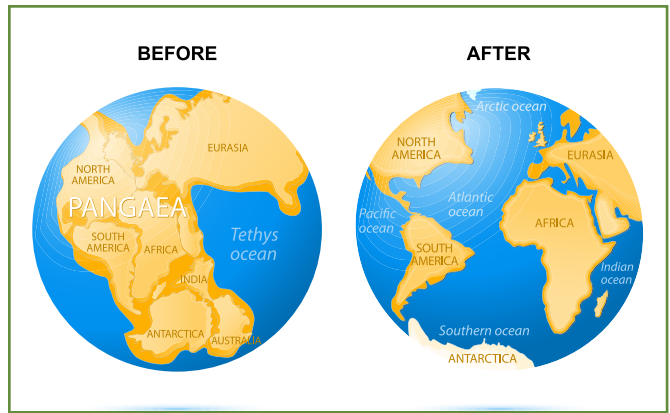 BEFORE
EURASIA
NORTH
AMERICA
PANGAEA
SOUTH
AMERICA
AFRICA
Tethys
ocean
INDIA
ANTARCTICA
AUSTRALIA
AFTER
Arctic ocean
NORTH
AMERICA
EURASIA
Atlantic
ocean
Pacific
ocean
AFRICA
SOUTH
AMERICA
Indian
ocean
Southern ocean
ANTARCTICA